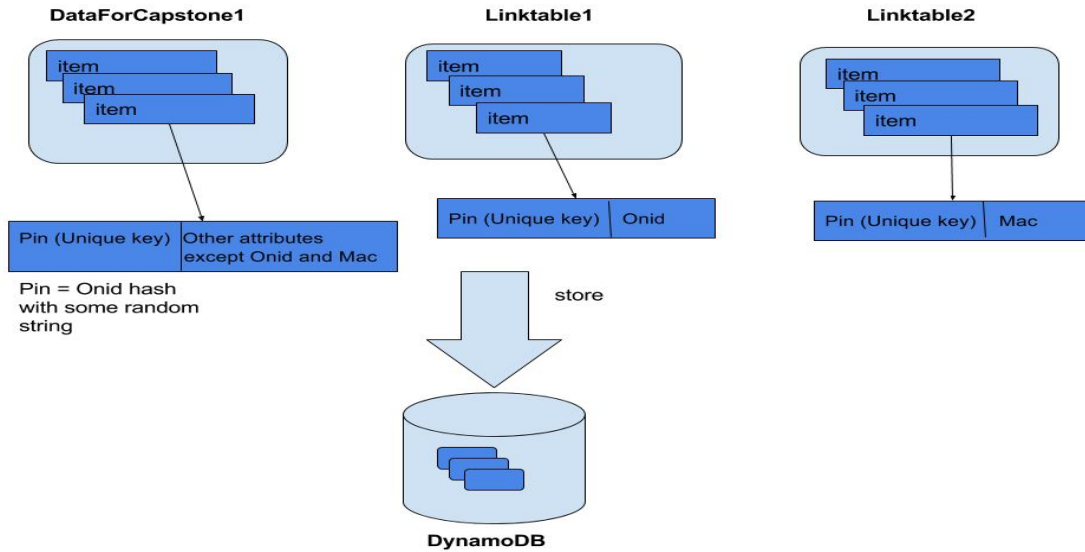 DataForCapstone1
Linktable1
Linktable2
item
item
item
item
item
item
item
item
item
Pin (Unique key)
Other attributes
except Onid and Mac
Pin (Unique key)
Onid
Pin (Unique key)
Mac
Pin = Onid hash
with some random
string
store
DynamoDB